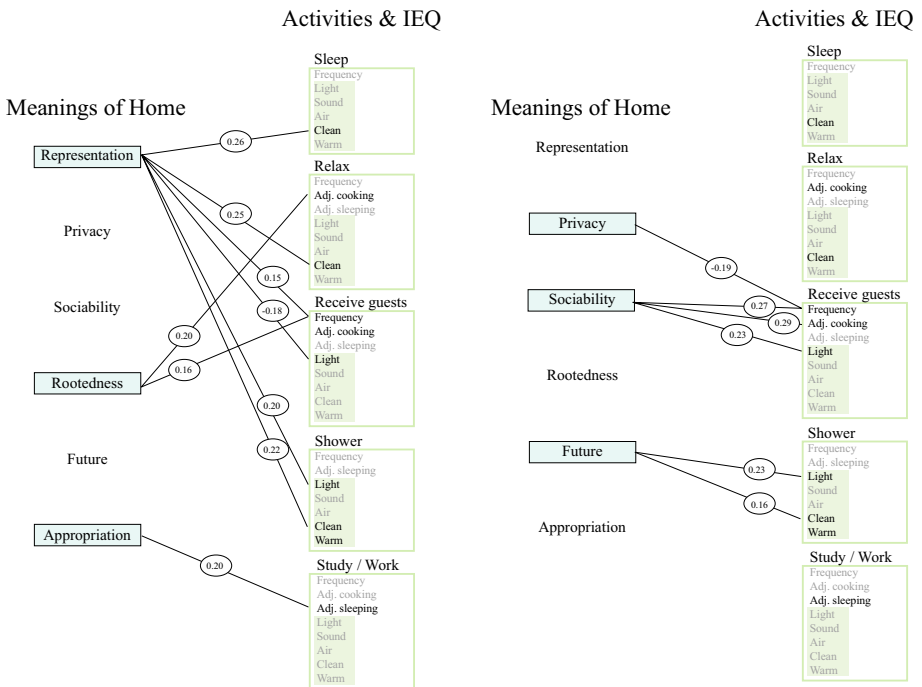 Activities & IEQ
Meanings of Home
Representation
Privacy
Sociability
Rootedness
Future
Appropriation
0.26
0.25
0.15
-0.18
0.20
0.16
0.20
0.22
0.20
Sleep
Frequency
Light
Sound
Air
Clean
Warm
Relax
Frequency
Adj. cooking
Adj. sleeping
Light
Sound
Air
Clean
Warm
Receive guests
Frequency
Adj. cooking
Adj. sleeping
Light
Sound
Air
Clean
Warm
Shower
Frequency
Adj. sleeping
Light
Sound
Air
Clean
Warm
Study / Work
Frequency
Adj. cooking
Adj. sleeping
Light
Sound
Air
Clean
Warm
Activities & IEQ
Meanings of Home
Representation
Privacy
Sociability
Rootedness
Future
Appropriation
-0.19
0.27
0.29
0.23
0.23
0.16
Sleep
Frequency
Light
Sound
Air
Clean
Warm
Relax
Frequency
Adj. cooking
Adj. sleeping
Light
Sound
Air
Clean
Warm
Receive guests
Frequency
Adj. cooking
Adj. sleeping
Light
Sound
Air
Clean
Warm
Shower
Frequency
Adj. sleeping
Light
Sound
Air
Clean
Warm
Study / Work
Frequency
Adj. cooking
Adj. sleeping
Light
Sound
Air
Clean
Warm